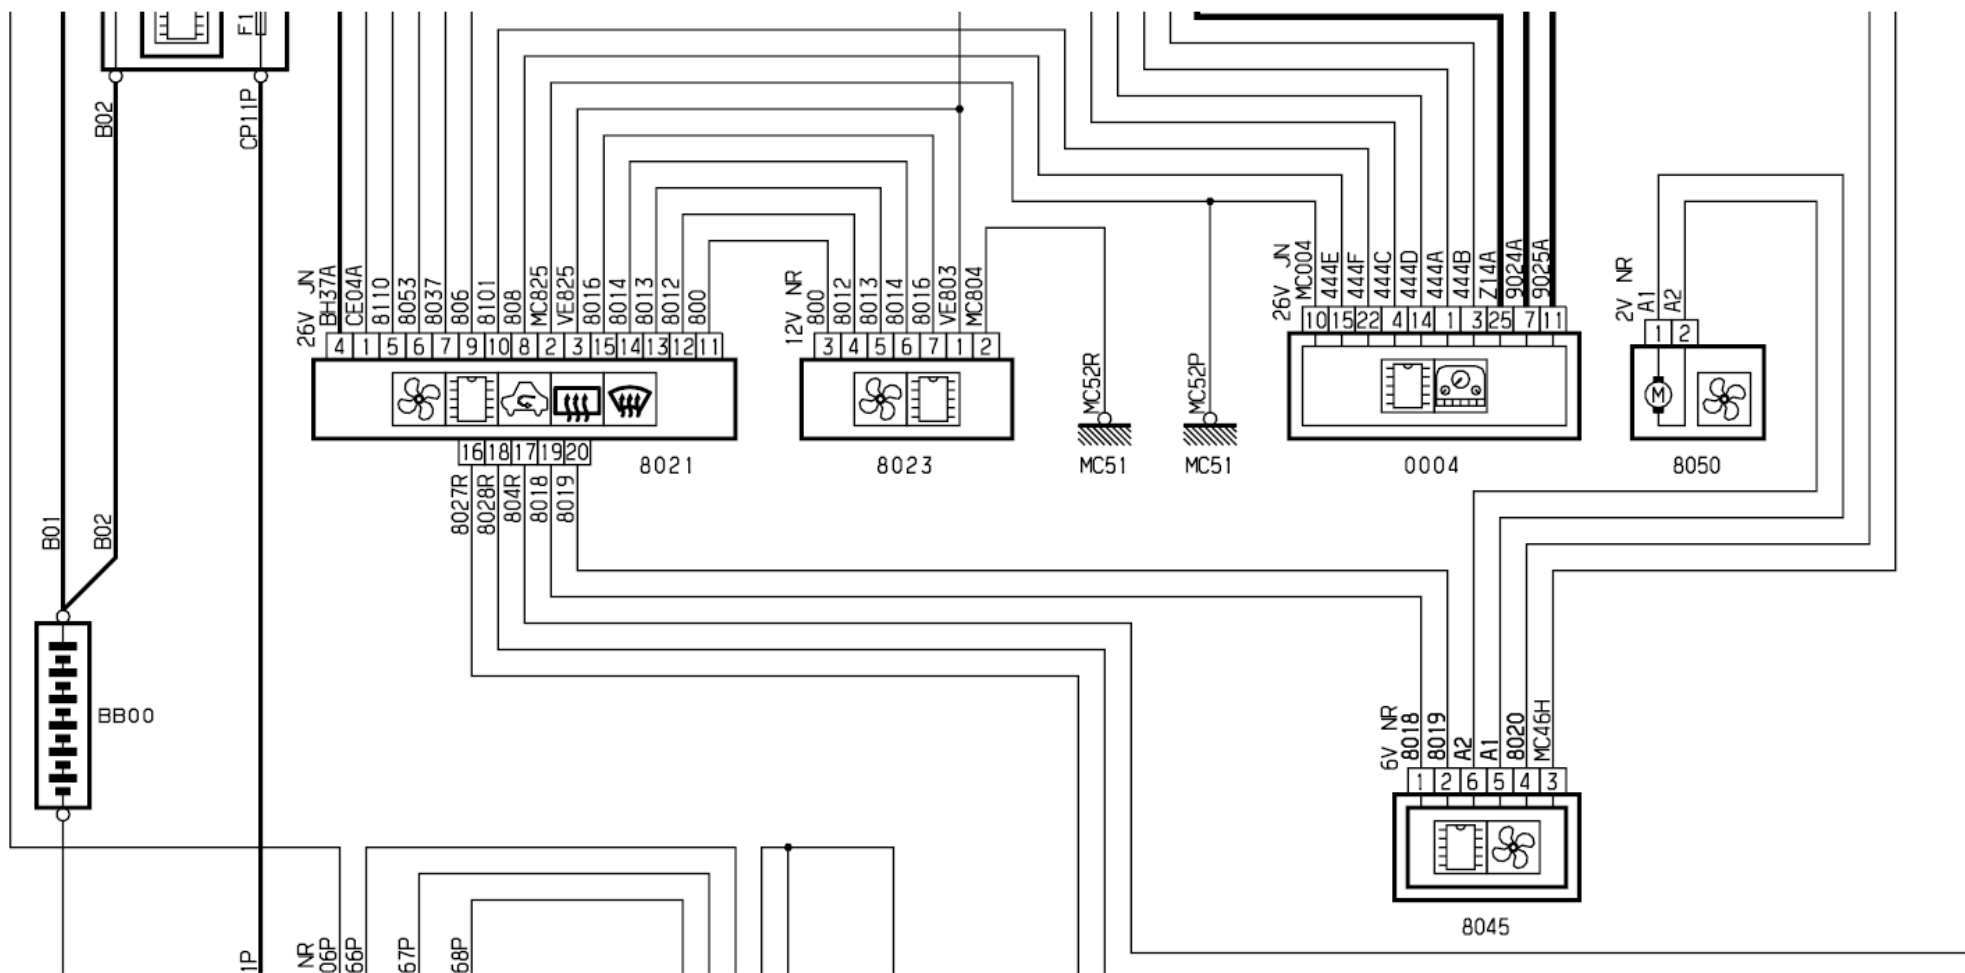 F1
B02
CP11P
26V JN
BH37A
CE04A
8110
8053
8037
806
8101
808
MC825
VE825
8016
8014
8013
8012
800
4 1 5 6 7 9 10 8 2 3 15 14 13 12 11
16 18 17 19 20
8021
8027R
8028R
804R
8018
8019
12V NR
800
8012
8013
8014
8016
VE803
MC804
3 4 5 6 7 1 2
8023
MC52R
MC51
MC52P
MC51
26V JN
MC004
444E
444F
444C
444D
444A
444B
Z14A
9024A
9025A
10 15 22 4 14 1 3 25 7 11
0004
2V NR
A1
A2
1 2
M
8050
B01
B02
BB00
6V NR
8018
8019
A2
A1
8020
MC46H
1 2 6 5 4 3
8045
1P
NR
06P
66P
67P
68P